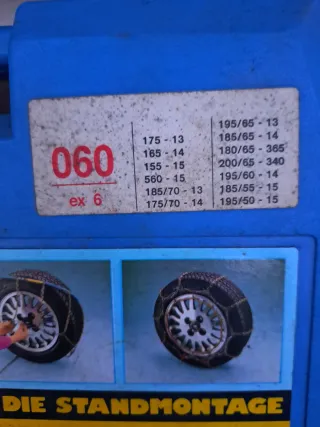 060
ex 6
175 - 13
165 - 14
155 - 15
560 - 15
185/70 - 13
175/70 - 14
195/65 - 13
185/65 - 14
180/65 - 365
200/65 - 340
195/60 - 14
185/55 - 15
195/50 - 15
DIE STANDMONTAGE